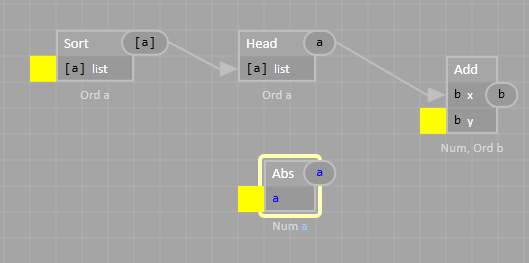 Sort [a]
[a] list
Ord a
Head a
[a] list
Ord a
Add
b x b
b y
Num, Ord b
Abs a
a
Num a